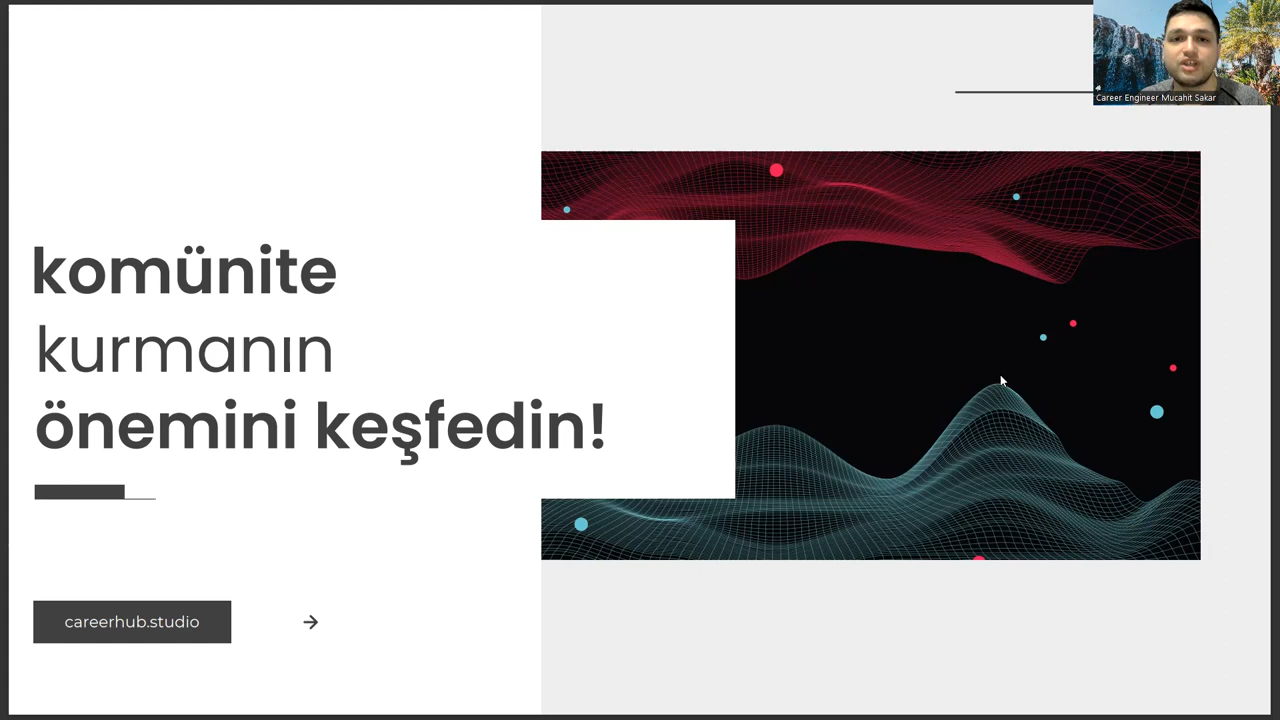 Career Engineer Mucahit Sakar
komünite
kurmanın
önemini keşfedin!
careerhub.studio